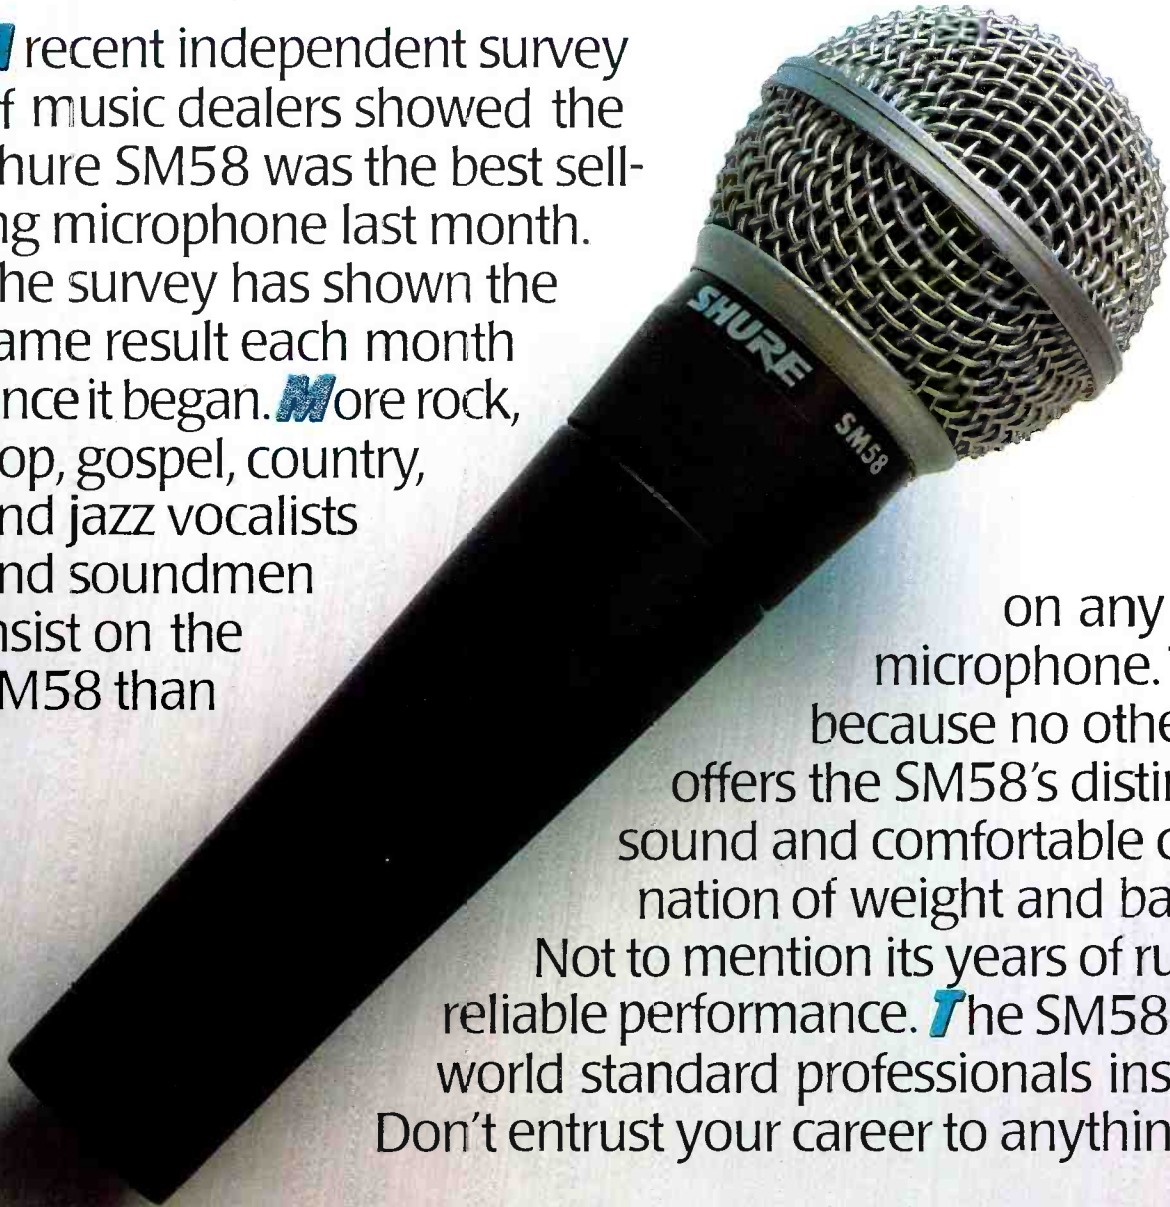 recent independent survey
f music dealers showed the
hure SM58 was the best sell-
ng microphone last month.
he survey has shown the
ame result each month
nce it began. More rock,
op, gospel, country,
nd jazz vocalists
nd soundmen
nsist on the
M58 than
SHURE
SM58
on any
microphone.
because no othe
offers the SM58's distin
sound and comfortable c
nation of weight and ba
Not to mention its years of ru
reliable performance. The SM58
world standard professionals ins
Don't entrust your career to anythin